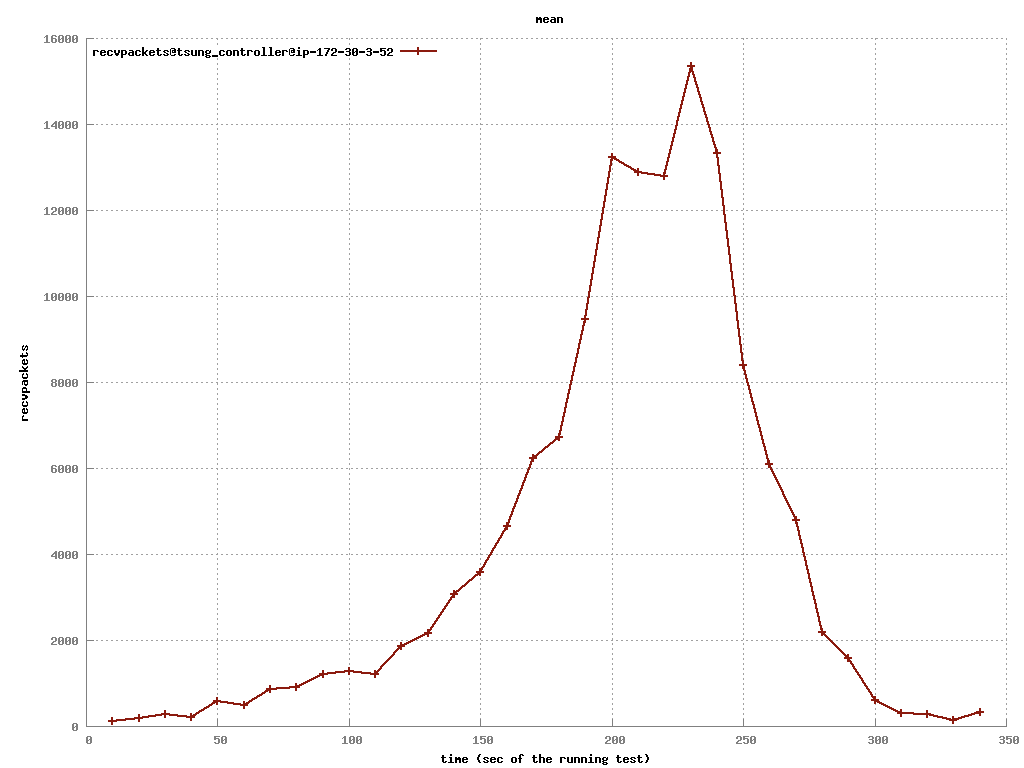 mean
16000
recvpackets@tsung_controller@ip-172-30-3-52
14000
12000
10000
recvpackets
8000
6000
4000
2000
0
0 50 100 150 200 250 300 350
time (sec of the running test)